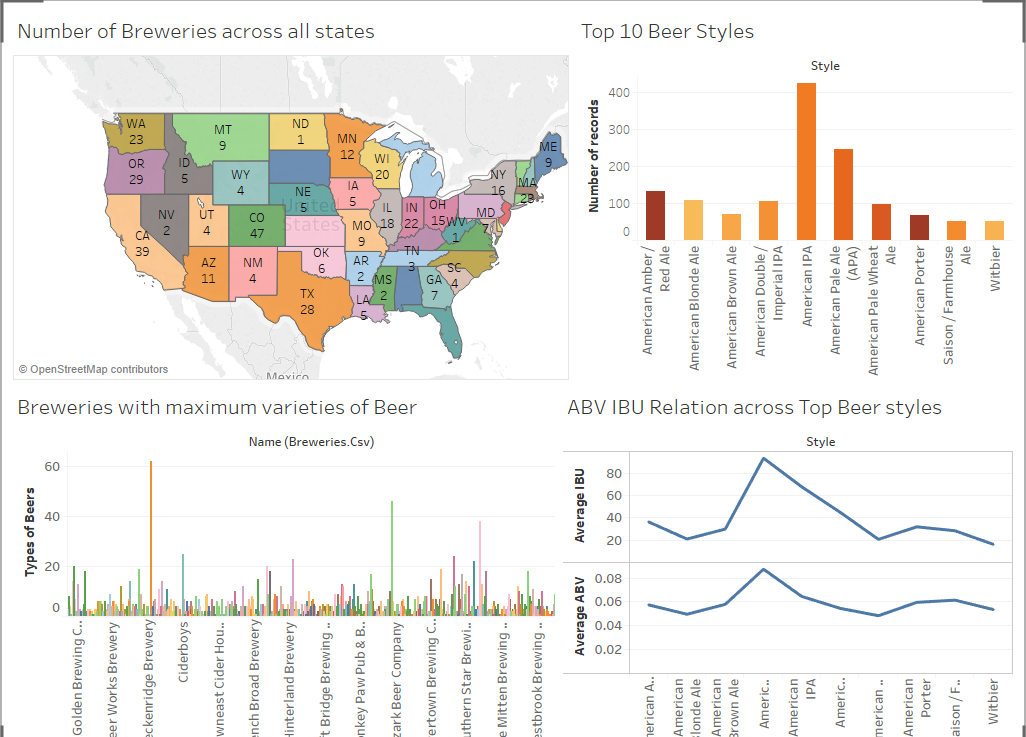 Number of Breweries across all states
WA
23
MT
9
ND
1
MN
12
ME
9
OR
29
ID
5
WY
4
WI
20
NY
16
MA
23
NE
5
IA
5
NV
2
UT
4
CO
47
IL
18
IN
22
OH
15
WV
1
MD
7
CA
39
MO
9
United
States
AZ
11
NM
4
OK
6
AR
2
TN
3
SC
4
MS
2
GA
7
TX
28
LA
5
Mexico
© OpenStreetMap contributors
Top 10 Beer Styles
Style
Number of records
400
300
200
100
0
American Amber /
Red Ale
American Blonde Ale
American Brown Ale
American Double /
Imperial IPA
American IPA
American Pale Ale
(APA)
American Pale Wheat
Ale
American Porter
Saison / Farmhouse
Ale
Witbier
Breweries with maximum varieties of Beer
Name (Breweries.Csv)
Types of Beers
60
40
20
0
Golden Brewing C..
eer Works Brewery
eckenridge Brewery
Ciderboys
wneast Cider Hou..
ench Broad Brewery
Hinterland Brewery
ft Bridge Brewing ..
nkey Paw Pub & B..
zark Beer Company
ertown Brewing C..
uthern Star Brewi..
e Mitten Brewing ..
estbrook Brewing ..
ABV IBU Relation across Top Beer styles
Style
Average IBU
80
60
40
20
Average ABV
0.08
0.06
0.04
0.02
nerican A..
American
londe Ale
American
rown Ale
Americ..
American
IPA
Americ..
merican ..
American
Porter
aison / F..
Witbier